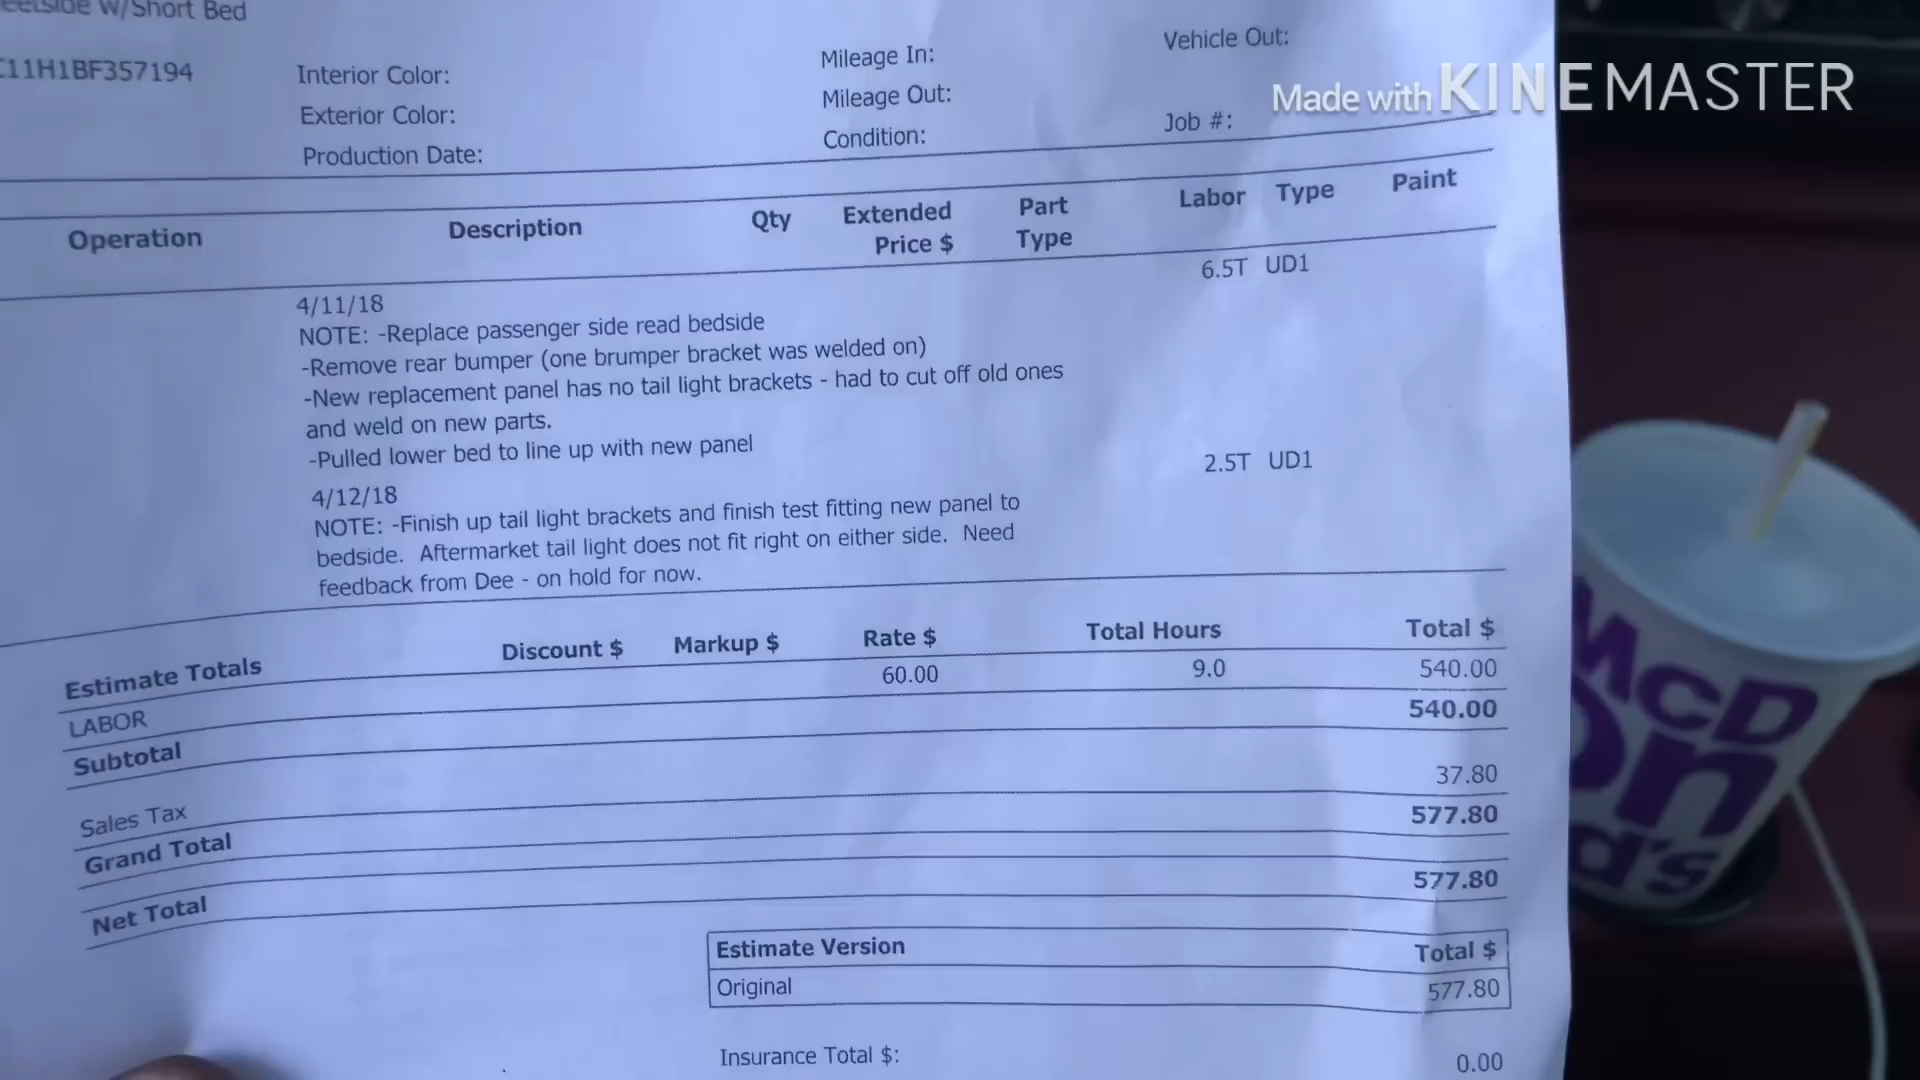 W/Short Bed
11H1BF357194
Interior Color:
Exterior Color:
Production Date:
Mileage In:
Mileage Out:
Condition:
Vehicle Out:
Job #:
Made with KINEMASTER
Operation Description Qty Extended Price $ Part Type Labor Type Paint
4/11/18 6.5T UD1
NOTE: -Replace passenger side read bedside
-Remove rear bumper (one brumper bracket was welded on)
-New replacement panel has no tail light brackets - had to cut off old ones
and weld on new parts.
-Pulled lower bed to line up with new panel
4/12/18 2.5T UD1
NOTE: -Finish up tail light brackets and finish test fitting new panel to
bedside. Aftermarket tail light does not fit right on either side. Need
feedback from Dee - on hold for now.
Estimate Totals Discount $ Markup $ Rate $ Total Hours Total $
LABOR 60.00 9.0 540.00
Subtotal 540.00
Sales Tax 37.80
Grand Total 577.80
Net Total 577.80
Estimate Version Total $
Original 577.80
Insurance Total $: 0.00
McD
on
ald's